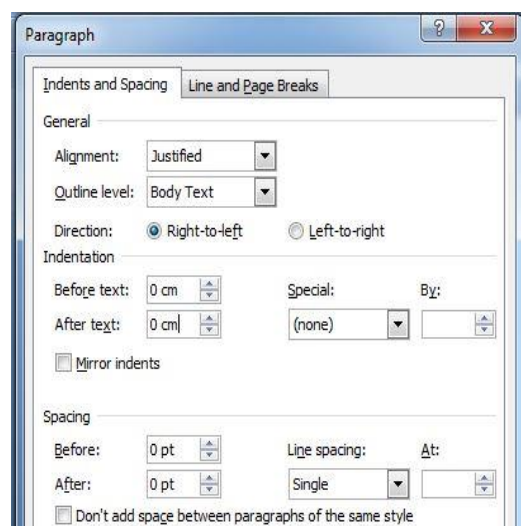 Paragraph
Indents and Spacing Line and Page Breaks
General
Alignment: Justified
Outline level: Body Text
Direction: Right-to-left Left-to-right
Indentation
Before text: 0 cm Special: By:
After text: 0 cm (none)
Mirror indents
Spacing
Before: 0 pt Line spacing: At:
After: 0 pt Single
Don't add space between paragraphs of the same style